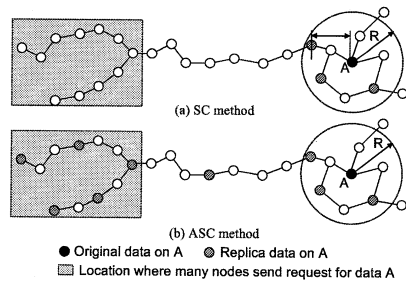 R
A
(a) SC method
R
A
(b) ASC method
Original data on A
Replica data on A
Location where many nodes send request for data A